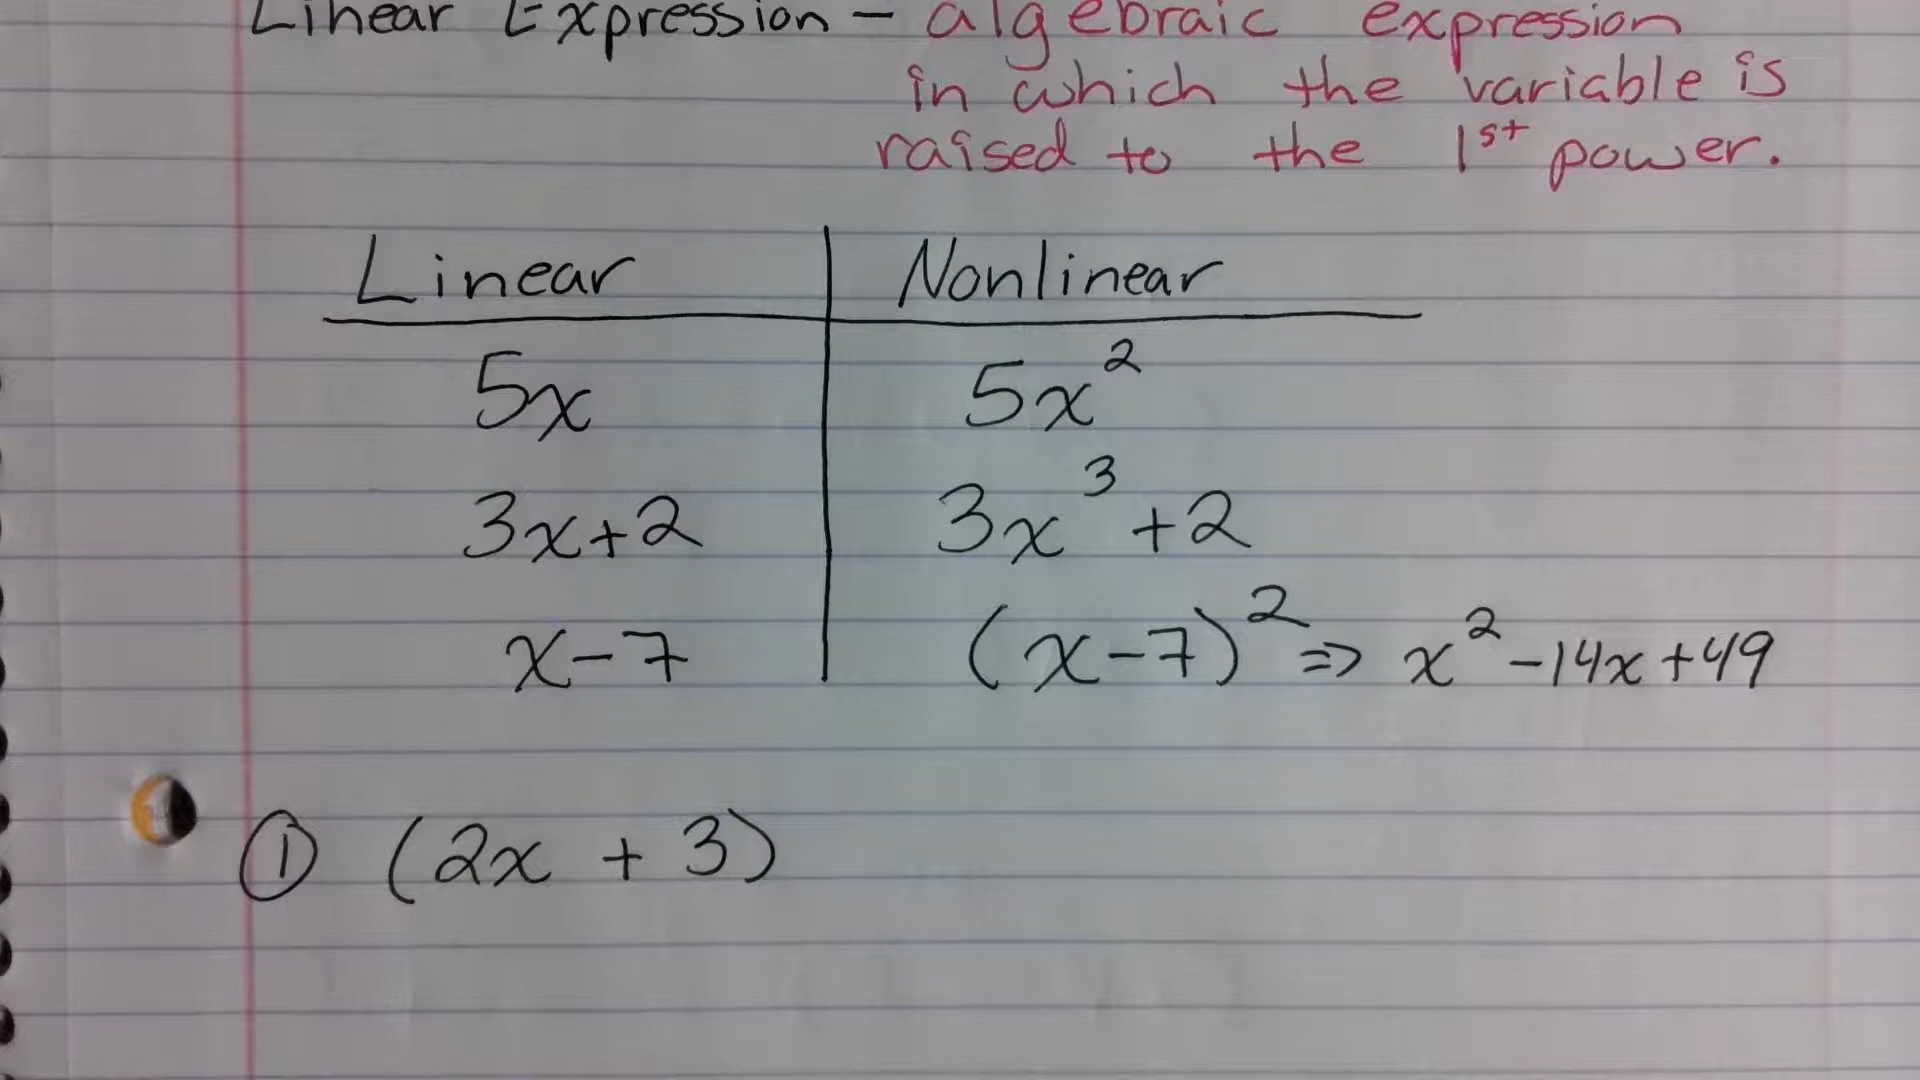 Linear Expression - algebraic expression
in which the variable is
raised to the 1st power.
Linear Nonlinear
5x 5x²
3x+2 3x³+2
x-7 (x-7)² => x²-14x+49
① (2x + 3)